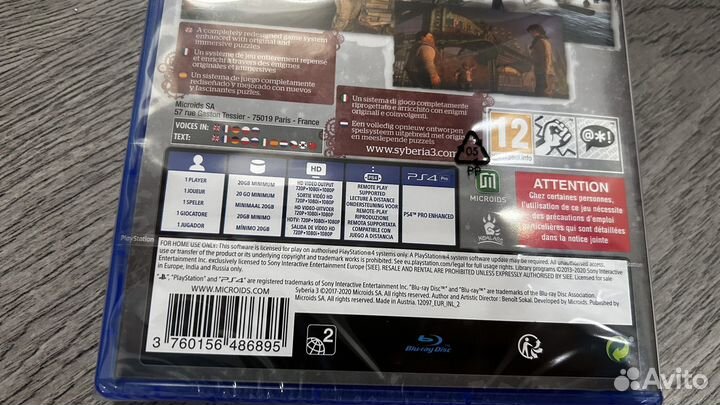 A completely redesigned game system
enhanced with original and
immersive puzzles
Un système de jeu entièrement repensé
et enrichi à travers des énigmes
originales et immersives
Un sistema de juego completamente
rediseñado y mejorado con nuevos
y fascinantes puzles
Un sistema di gioco completamente
riprogettato e arricchito con enigmi
originali e coinvolgenti.
Een volledig opnieuw ontworpen
spelsysteem uitgebreid met originele
en meeslepende puzzels
www.syberia3.com
Microids SA
57 rue Gaston Tessier - 75019 Paris - France
VOICES IN:
TEXT:
05
PP
12
@*!
MICROIDS
KOALABS
ATTENTION
Chez certaines personnes,
l'utilisation de ce jeu nécessite
des précautions d'emploi
particulières qui sont détaillées
dans la notice jointe
1 PLAYER
1 JOUEUR
1 SPELER
1 GIOCATORE
1 JUGADOR
20GB MINIMUM
20 GO MINIMUM
MINIMAAL 20GB
20GB MINIMO
20GB MÍNIMO
HD
HD VIDEO OUTPUT
720P•1080i•1080P
SORTIE VIDÉO HD
720P•1080i•1080P
HD-VIDEO-UITVOER
720P•1080i•1080P
HDTV: 720P•1080i•1080P
SALIDA DE VÍDEO HD
720P•1080i•1080P
PS4
REMOTE PLAY
SUPPORTED
LECTURE À DISTANCE
ONDERSTEUNING VOOR
REMOTE-PLAY
RIPRODUZIONE
REMOTA SUPPORTATA
COMPATIBLE CON
JUEGO A DISTANCIA
PS4 Pro
PS4™ PRO ENHANCED
PlayStation
FOR HOME USE ONLY: This software is licensed for play on authorised PlayStation®4 systems only. A PlayStation®4 system update may be required. All unauthorised access,
use or transfer of the product or its underlying copyright and trademark works is prohibited. See eu.playstation.com/legal for full usage rights. Library programs ©2013-2020 Sony Interactive
Entertainment Inc. exclusively licensed to Sony Interactive Entertainment Europe (SIEE). RESALE AND RENTAL ARE PROHIBITED UNLESS EXPRESSLY AUTHORISED BY SIEE. Licensed for sale
in Europe, India and Russia only.
"PlayStation" and "PS4" are registered trademarks of Sony Interactive Entertainment Inc. "Blu-ray Disc™" and "Blu-ray™" are trademarks of the Blu-ray Disc Association.
Syberia 3 ©2017-2020 Microids SA. All rights reserved. Author and Artistic Director : Benoît Sokal. Developed by Microids. Published by
Microids SA. All rights reserved. Made in Austria. 12097_EUR_INL_2
WWW.MICROIDS.COM
3 760156 486895
2
Blu-ray Disc
Avito